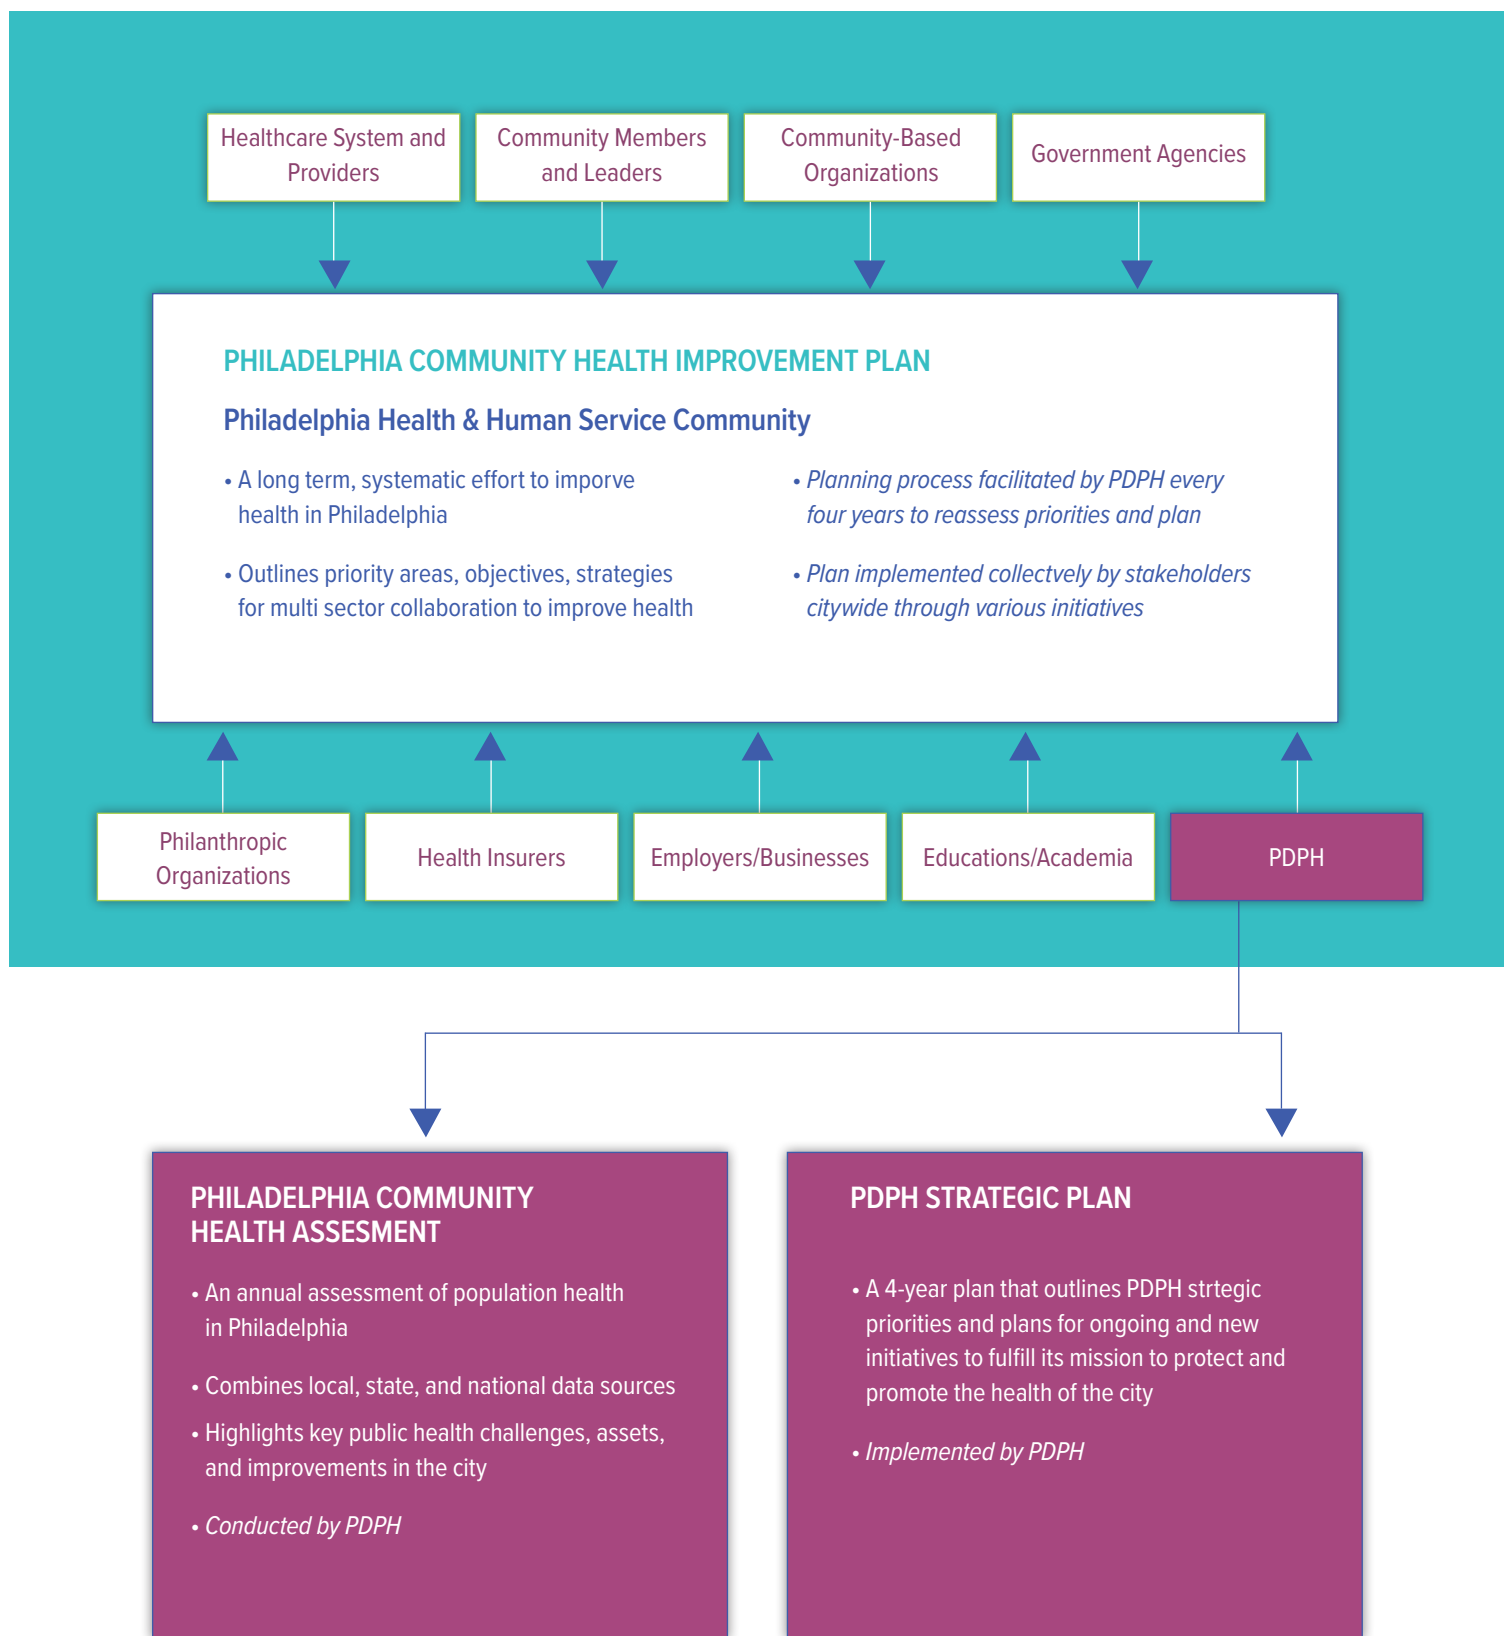 Healthcare System and
Providers
Community Members
and Leaders
Community-Based
Organizations
Government Agencies
PHILADELPHIA COMMUNITY HEALTH IMPROVEMENT PLAN
Philadelphia Health & Human Service Community
• A long term, systematic effort to imporve
health in Philadelphia
• Outlines priority areas, objectives, strategies
for multi sector collaboration to improve health
• Planning process facilitated by PDPH every
four years to reassess priorities and plan
• Plan implemented collectvely by stakeholders
citywide through various initiatives
Philanthropic
Organizations
Health Insurers
Employers/Businesses
Educations/Academia
PDPH
PHILADELPHIA COMMUNITY
HEALTH ASSESMENT
• An annual assessment of population health
in Philadelphia
• Combines local, state, and national data sources
• Highlights key public health challenges, assets,
and improvements in the city
• Conducted by PDPH
PDPH STRATEGIC PLAN
• A 4-year plan that outlines PDPH strtegic
priorities and plans for ongoing and new
initiatives to fulfill its mission to protect and
promote the health of the city
• Implemented by PDPH